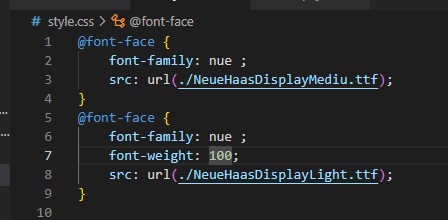 # style.css > @font-face
1 @font-face {
2 font-family: nue ;
3 src: url(./NeueHaasDisplayMediu.ttf);
4 }
5 @font-face {
6 font-family: nue ;
7 font-weight: 100;
8 src: url(./NeueHaasDisplayLight.ttf);
9 }
10